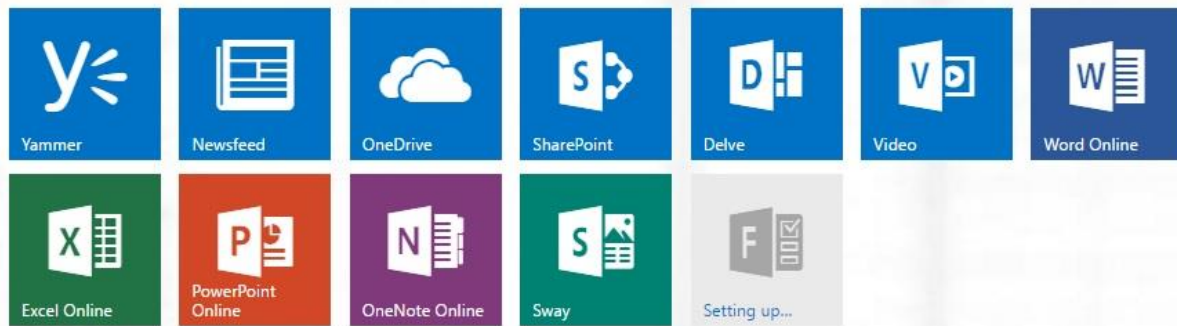 y
Yammer
Newsfeed
OneDrive
S
SharePoint
D
Delve
V
Video
W
Word Online
X
Excel Online
P
PowerPoint
Online
N
OneNote Online
S
Sway
F
Setting up...